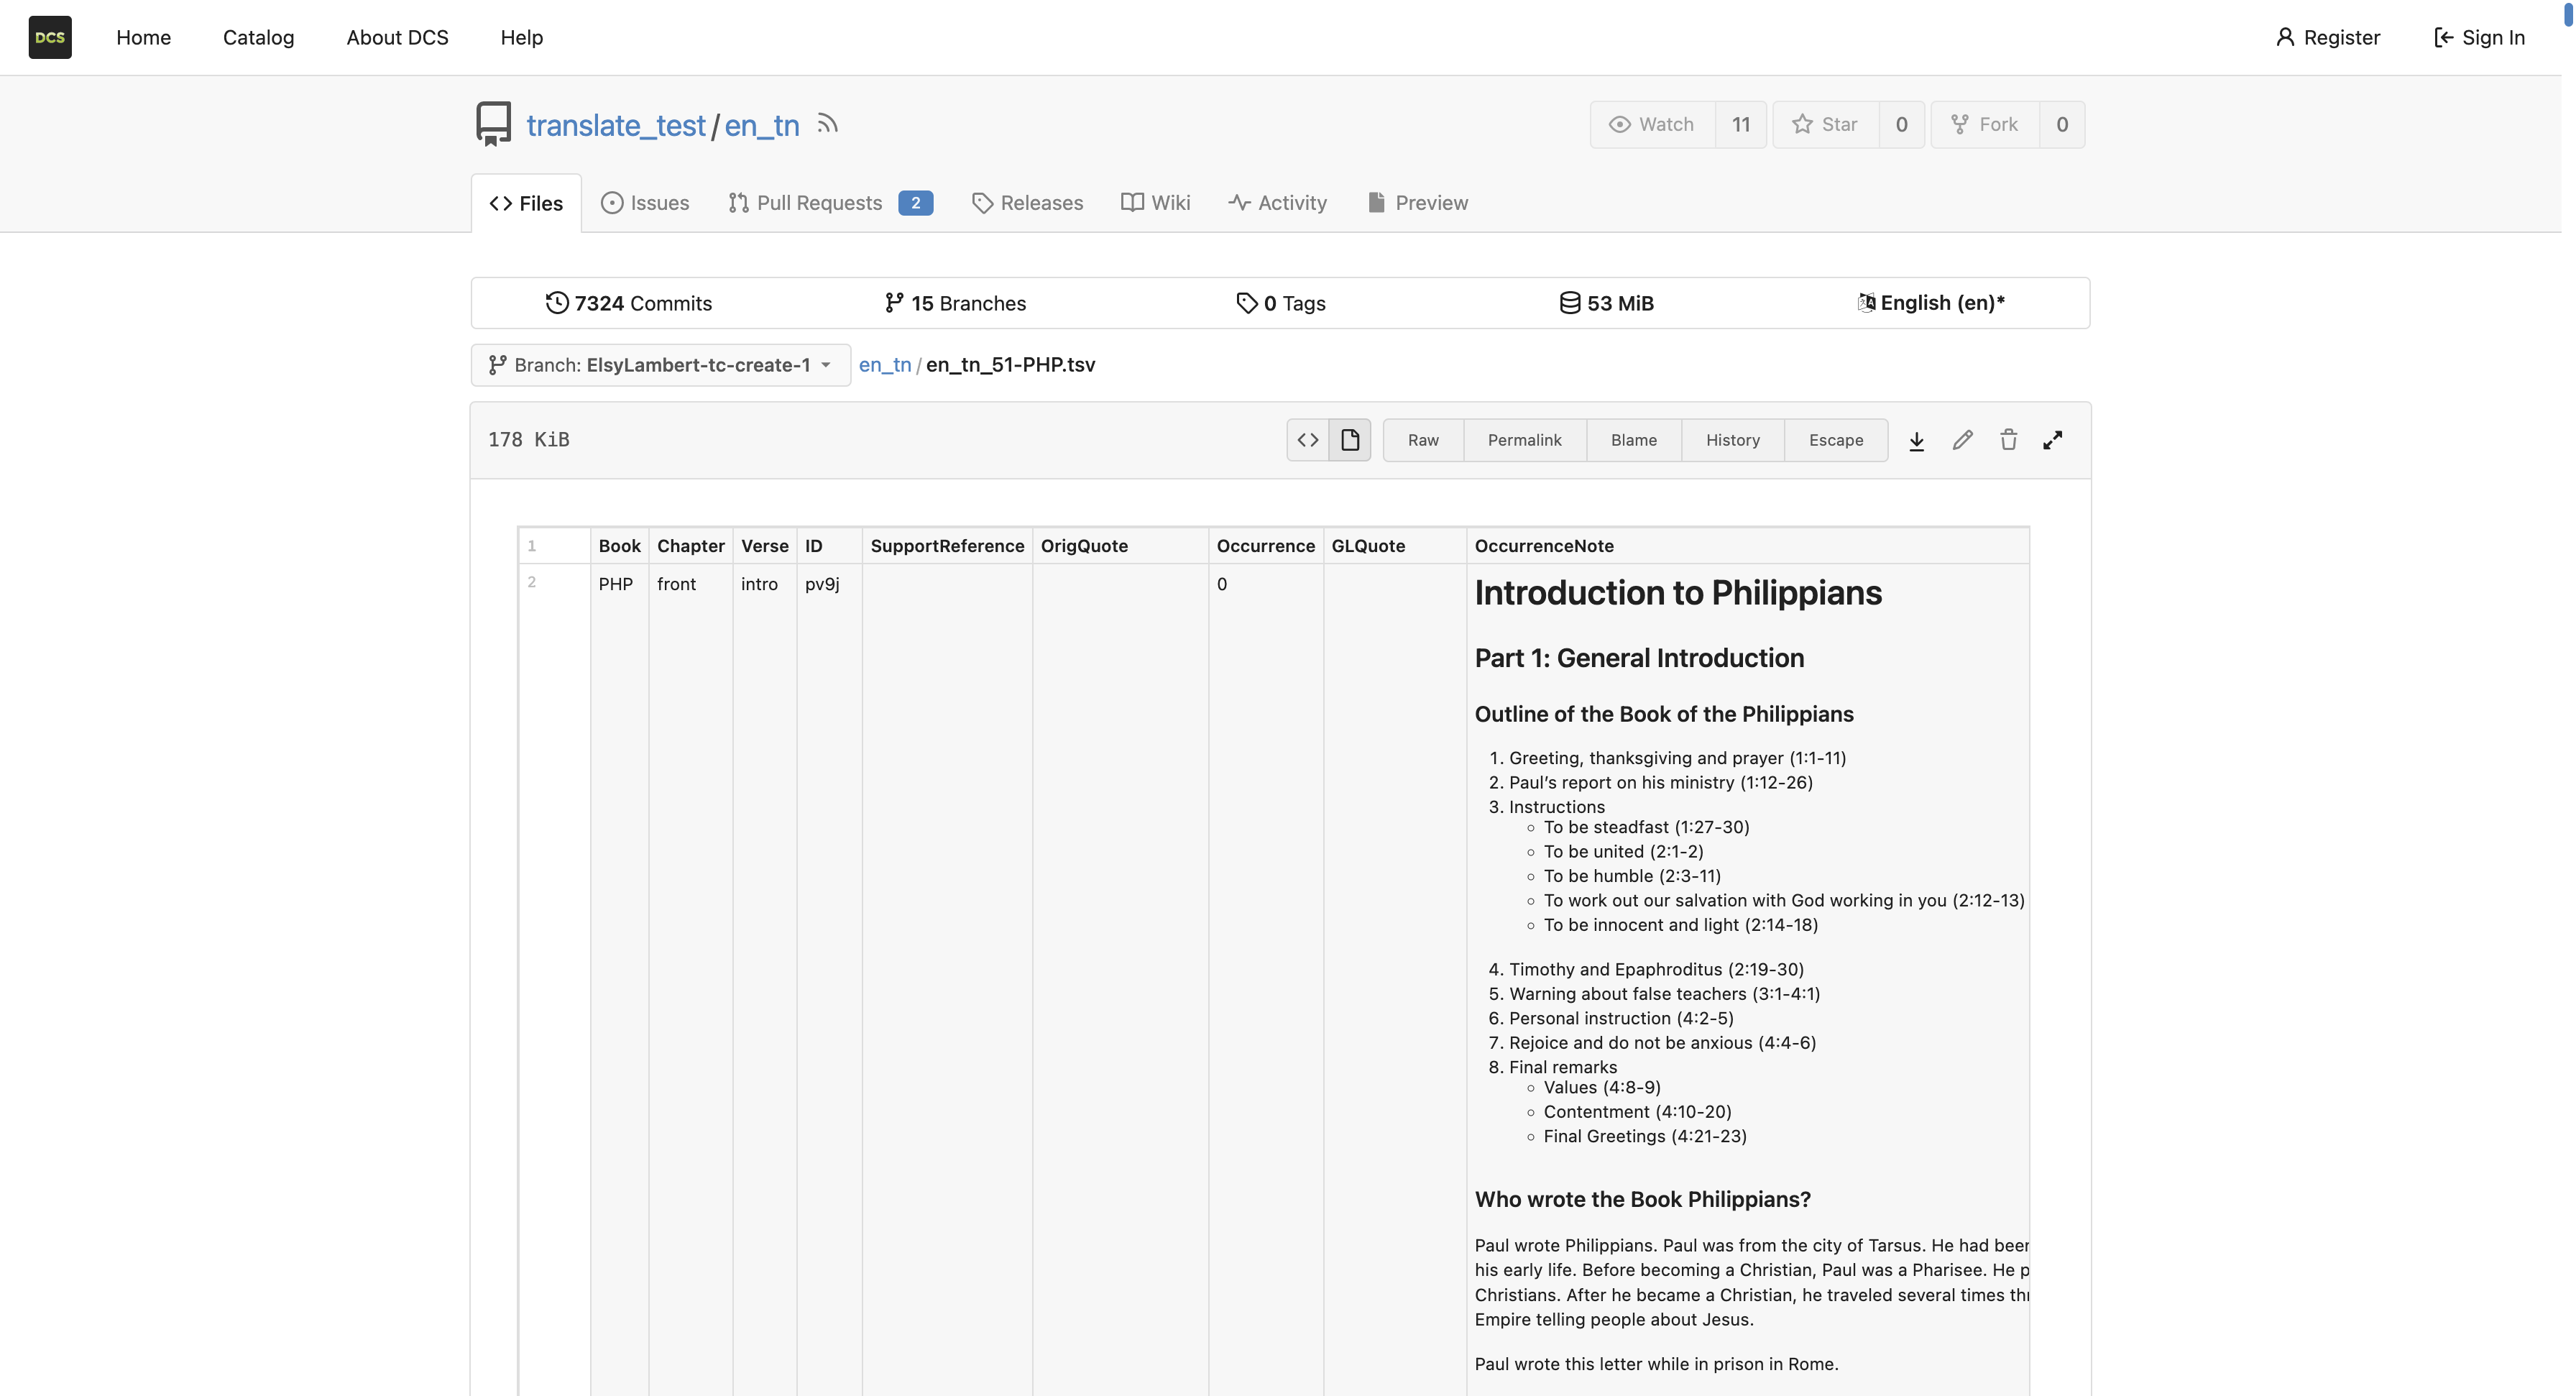 DCS Home Catalog About DCS Help Register Sign In
translate_test / en_tn Watch 11 Star 0 Fork 0
Files Issues Pull Requests 2 Releases Wiki Activity Preview
7324 Commits 15 Branches 0 Tags 53 MiB English (en)*
Branch: ElsyLambert-tc-create-1 en_tn / en_tn_51-PHP.tsv
178 KiB Raw Permalink Blame History Escape
1 Book Chapter Verse ID SupportReference OrigQuote Occurrence GLQuote OccurrenceNote
2 PHP front intro pv9j 0 Introduction to Philippians
Part 1: General Introduction
Outline of the Book of the Philippians
1. Greeting, thanksgiving and prayer (1:1-11)
2. Paul’s report on his ministry (1:12-26)
3. Instructions
To be steadfast (1:27-30)
To be united (2:1-2)
To be humble (2:3-11)
To work out our salvation with God working in you (2:12-13)
To be innocent and light (2:14-18)
4. Timothy and Epaphroditus (2:19-30)
5. Warning about false teachers (3:1-4:1)
6. Personal instruction (4:2-5)
7. Rejoice and do not be anxious (4:4-6)
8. Final remarks
Values (4:8-9)
Contentment (4:10-20)
Final Greetings (4:21-23)
Who wrote the Book Philippians?
Paul wrote Philippians. Paul was from the city of Tarsus. He had
his early life. Before becoming a Christian, Paul was a Pharisee. He
Christians. After he became a Christian, he traveled several times
Empire telling people about Jesus.
Paul wrote this letter while in prison in Rome.